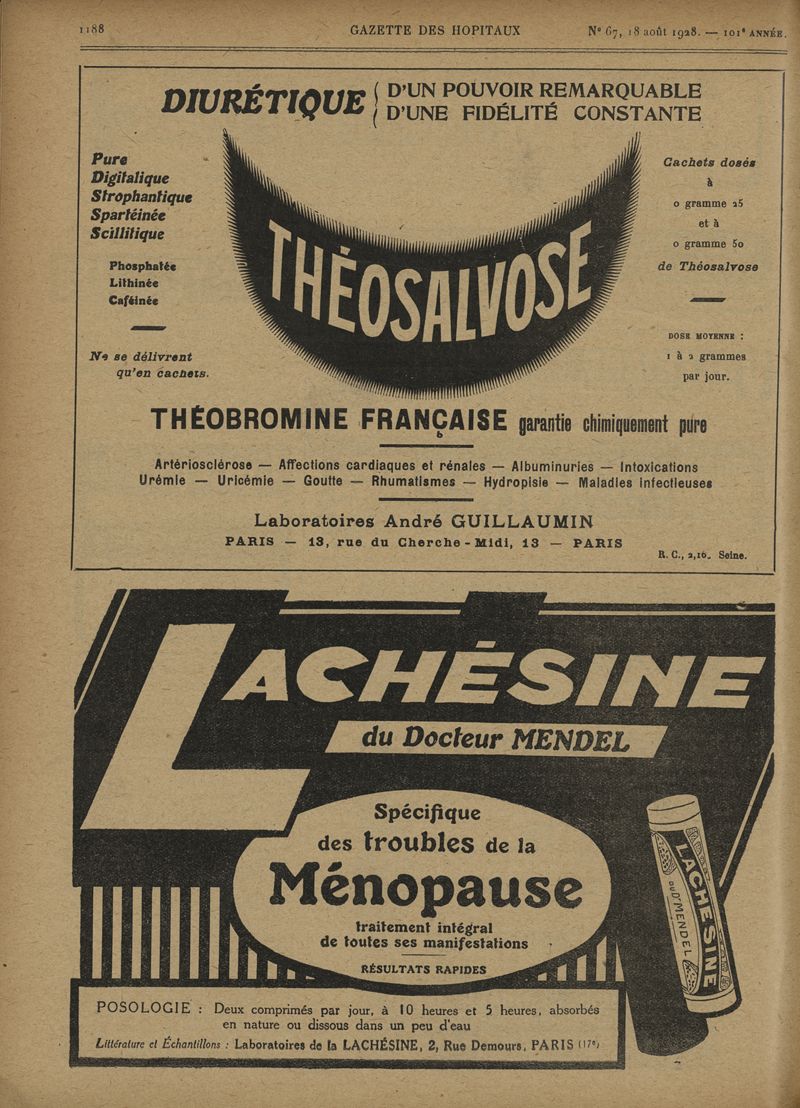 1188
GAZETTE DES HOPITAUX
N° 67, 18 août 1928. — 101e ANNÉE.
DIURÉTIQUE
D'UN POUVOIR REMARQUABLE
D'UNE FIDÉLITÉ CONSTANTE
Pure
Digitalique
Strophantique
Spartéinée
Scillitique
Phosphatée
Lithinée
Caféinée
Ne se délivrent
qu'en cachets.
THÉOSALVOSE
Cachets dosés
à
0 gramme 25
et à
0 gramme 50
de Théosalvose
DOSE MOYENNE :
1 à 2 grammes
par jour.
THÉOBROMINE FRANÇAISE garantie chimiquement pure
Artériosclérose — Affections cardiaques et rénales — Albuminuries — Intoxications
Urémie — Uricémie — Goutte — Rhumatismes — Hydropisie — Maladies infectieuses
Laboratoires André GUILLAUMIN
PARIS — 13, rue du Cherche-Midi, 13 — PARIS
R. C., Seine.
LACHÉSINE
du Docteur MENDEL
Spécifique
des troubles de la
Ménopause
traitement intégral
de toutes ses manifestations
RÉSULTATS RAPIDES
LACHESINE
DU Dr MENDEL
POSOLOGIE : Deux comprimés par jour, à 10 heures et 5 heures, absorbés
en nature ou dissous dans un peu d'eau
Littérature et Échantillons : Laboratoires de la LACHÉSINE, 2, Rue Demours, PARIS (17e)